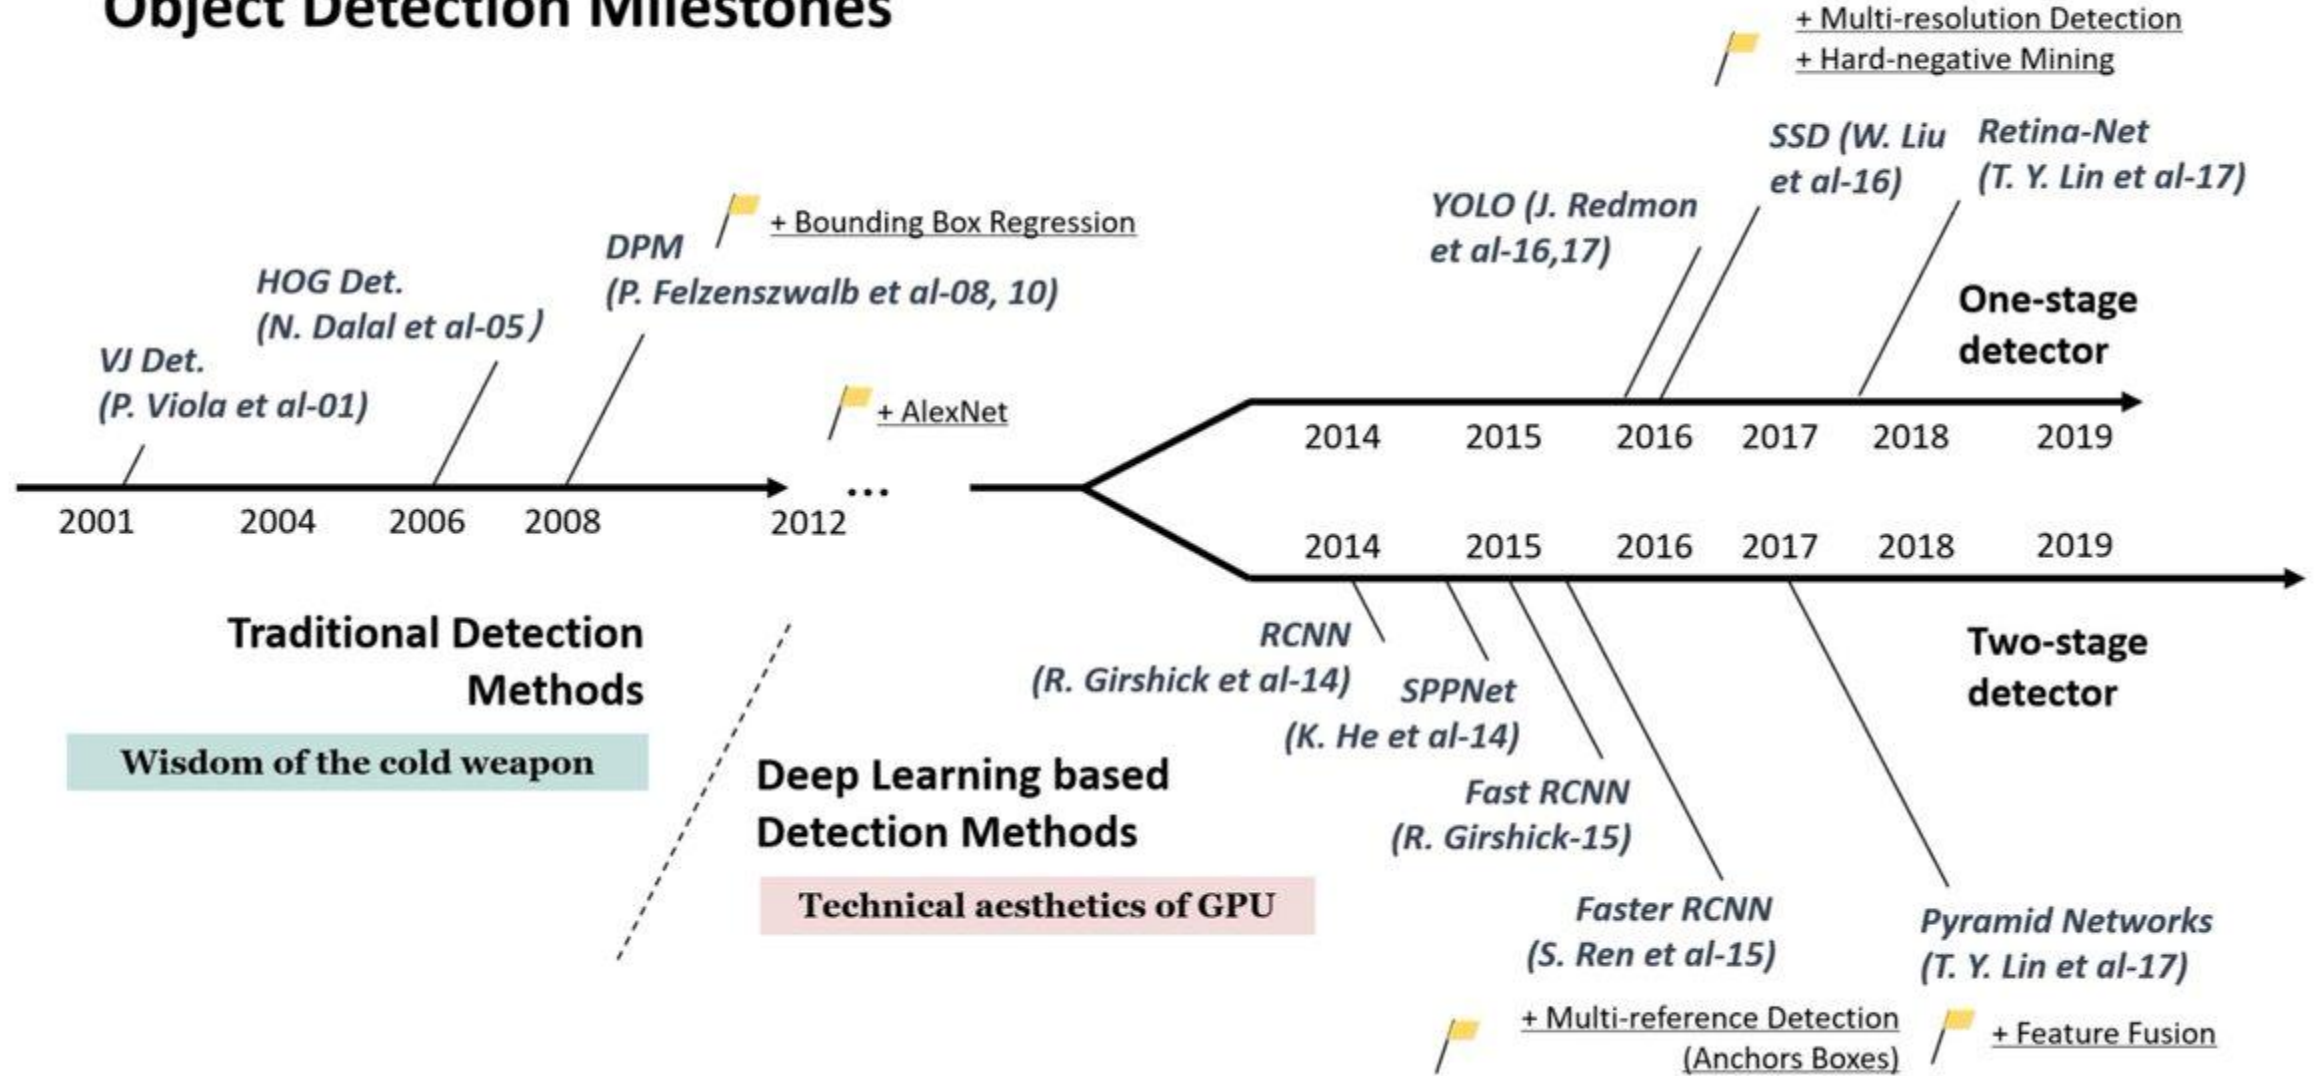 Object Detection Milestones
+ Multi-resolution Detection
+ Hard-negative Mining
SSD (W. Liu
et al-16)
Retina-Net
(T. Y. Lin et al-17)
YOLO (J. Redmon
et al-16,17)
+ Bounding Box Regression
DPM
(P. Felzenszwalb et al-08, 10)
HOG Det.
(N. Dalal et al-05)
VJ Det.
(P. Viola et al-01)
+ AlexNet
One-stage
detector
2014 2015 2016 2017 2018 2019
...
2001 2004 2006 2008 2012
2014 2015 2016 2017 2018 2019
Traditional Detection
Methods
Wisdom of the cold weapon
Deep Learning based
Detection Methods
Technical aesthetics of GPU
RCNN
(R. Girshick et al-14)
SPPNet
(K. He et al-14)
Fast RCNN
(R. Girshick-15)
Faster RCNN
(S. Ren et al-15)
+ Multi-reference Detection
(Anchors Boxes)
Two-stage
detector
Pyramid Networks
(T. Y. Lin et al-17)
+ Feature Fusion